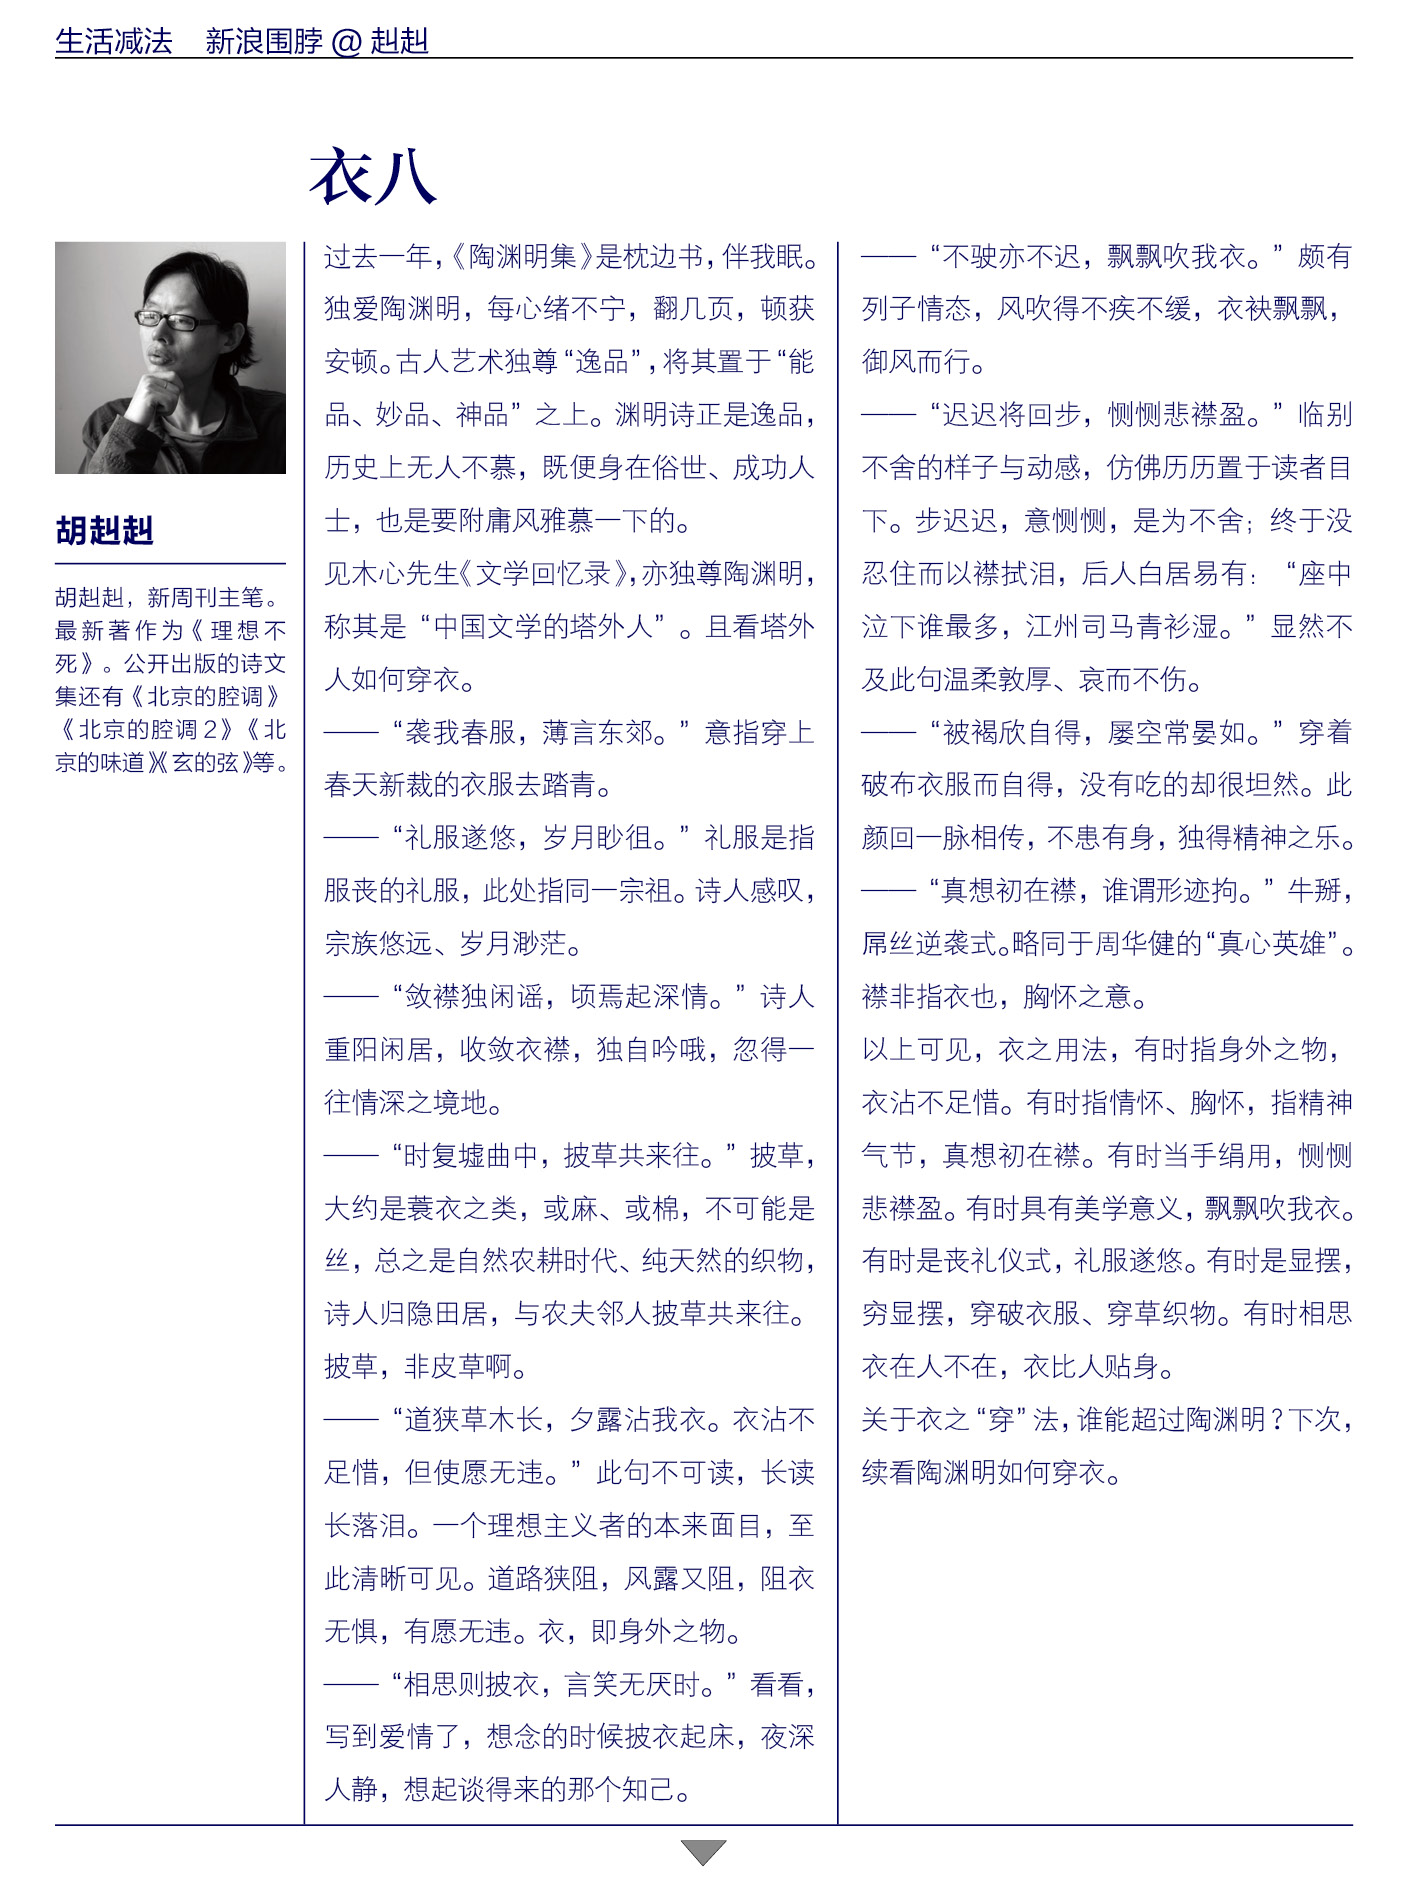 生活减法 新浪围脖 @ 赳赳
衣八
胡赳赳
胡赳赳，新周刊主笔。
最新著作为《理想不
死》。公开出版的诗文
集还有《北京的腔调》
《北京的腔调 2》《北
京的味道》《玄的弦》等。
过去一年，《陶渊明集》是枕边书，伴我眠。
独爱陶渊明，每心绪不宁，翻几页，顿获
安顿。古人艺术独尊“逸品”，将其置于“能
品、妙品、神品”之上。渊明诗正是逸品，
历史上无人不慕，既便身在俗世、成功人
士，也是要附庸风雅慕一下的。
见木心先生《文学回忆录》，亦独尊陶渊明，
称其是“中国文学的塔外人”。且看塔外
人如何穿衣。
——“袭我春服，薄言东郊。”意指穿上
春天新裁的衣服去踏青。
——“礼服遂悠，岁月眇徂。”礼服是指
服丧的礼服，此处指同一宗祖。诗人感叹，
宗族悠远、岁月渺茫。
——“敛襟独闲谣，顷焉起深情。”诗人
重阳闲居，收敛衣襟，独自吟哦，忽得一
往情深之境地。
——“时复墟曲中，披草共来往。”披草，
大约是蓑衣之类，或麻、或棉，不可能是
丝，总之是自然农耕时代、纯天然的织物，
诗人归隐田居，与农夫邻人披草共来往。
披草，非皮草啊。
——“道狭草木长，夕露沾我衣。衣沾不
足惜，但使愿无违。”此句不可读，长读
长落泪。一个理想主义者的本来面目，至
此清晰可见。道路狭阻，风露又阻，阻衣
无惧，有愿无违。衣，即身外之物。
——“相思则披衣，言笑无厌时。”看看，
写到爱情了，想念的时候披衣起床，夜深
人静，想起谈得来的那个知己。
——“不驶亦不迟，飘飘吹我衣。”颇有
列子情态，风吹得不疾不缓，衣袂飘飘，
御风而行。
——“迟迟将回步，恻恻悲襟盈。”临别
不舍的样子与动感，仿佛历历置于读者目
下。步迟迟，意恻恻，是为不舍；终于没
忍住而以襟拭泪，后人白居易有：“座中
泣下谁最多，江州司马青衫湿。”显然不
及此句温柔敦厚、哀而不伤。
——“被褐欣自得，屡空常晏如。”穿着
破布衣服而自得，没有吃的却很坦然。此
颜回一脉相传，不患有身，独得精神之乐。
——“真想初在襟，谁谓形迹拘。”牛掰，
屌丝逆袭式。略同于周华健的“真心英雄”。
襟非指衣也，胸怀之意。
以上可见，衣之用法，有时指身外之物，
衣沾不足惜。有时指情怀、胸怀，指精神
气节，真想初在襟。有时当手绢用，恻恻
悲襟盈。有时具有美学意义，飘飘吹我衣。
有时是丧礼仪式，礼服遂悠。有时是显摆，
穷显摆，穿破衣服、穿草织物。有时相思
衣在人不在，衣比人贴身。
关于衣之“穿”法，谁能超过陶渊明？下次，
续看陶渊明如何穿衣。